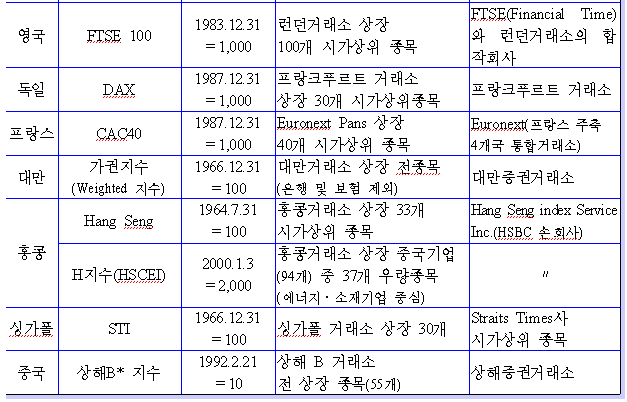 영국
FTSE 100
1983.12.31
=1,000
런던거래소 상장
100개 시가상위 종목
FTSE(Financial Time)
와 런던거래소의 합
작회사
독일
DAX
1987.12.31
=1,000
프랑크푸르트 거래소
상장 30개 시가상위종목
프랑크푸르트 거래소
프랑스
CAC40
1987.12.31
=1,000
Euronext Pans 상장
40개 시가상위 종목
Euronext(프랑스 주축
4개국 통합거래소)
대만
가권지수
(Weighted 지수)
1966.12.31
=100
대만거래소 상장 전종목
(은행 및 보험 제외)
대만증권거래소
홍콩
Hang Seng
1964.7.31
=100
홍콩거래소 상장 33개
시가상위 종목
Hang Seng index Service
Inc.(HSBC 손회사)
H지수(HSCEI)
2000.1.3
=2,000
홍콩거래소 상장 중국기업
(94개) 중 37개 우량종목
(에너지·소재기업 중심)
〃
싱가폴
STI
1966.12.31
=100
싱가폴 거래소 상장 30개
Straits Times사
시가상위 종목
중국
상해B* 지수
1992.2.21
=10
상해 B 거래소
전 상장 종목(55개)
상해증권거래소